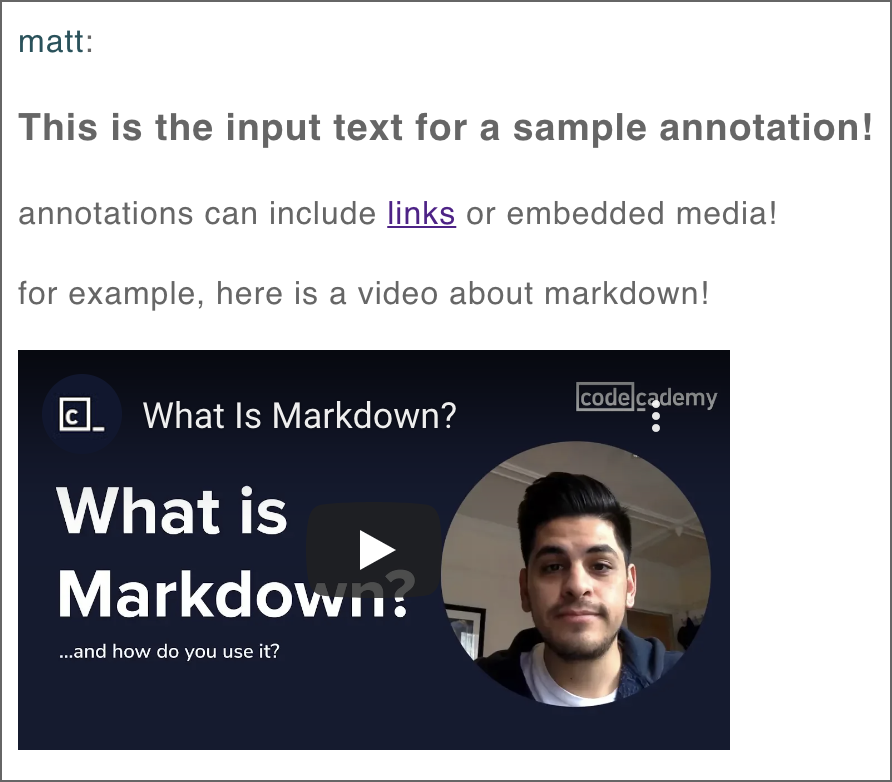 matt:
This is the input text for a sample annotation!
annotations can include links or embedded media!
for example, here is a video about markdown!
c_
What Is Markdown?
codecademy
What is
Markdown?
...and how do you use it?